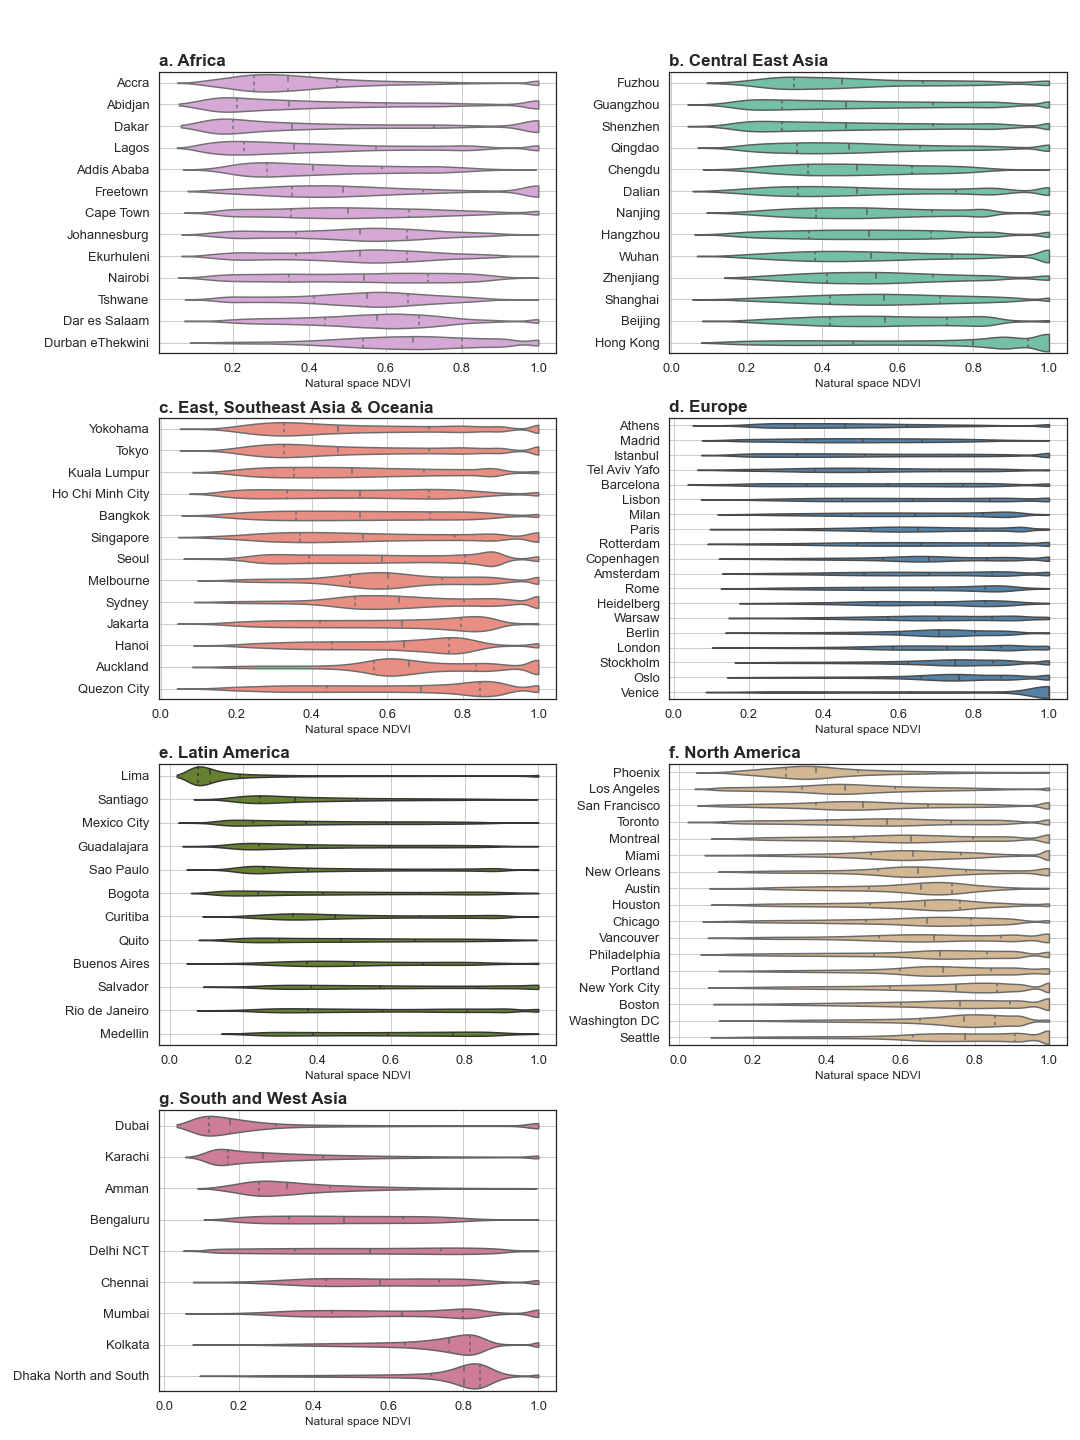 a. Africa
Accra
Abidjan
Dakar
Lagos
Addis Ababa
Freetown
Cape Town
Johannesburg
Ekurhuleni
Nairobi
Tshwane
Dar es Salaam
Durban eThekwini
0.2 0.4 0.6 0.8 1.0
Natural space NDVI
b. Central East Asia
Fuzhou
Guangzhou
Shenzhen
Qingdao
Chengdu
Dalian
Nanjing
Hangzhou
Wuhan
Zhenjiang
Shanghai
Beijing
Hong Kong
0.0 0.2 0.4 0.6 0.8 1.0
Natural space NDVI
c. East, Southeast Asia & Oceania
Yokohama
Tokyo
Kuala Lumpur
Ho Chi Minh City
Bangkok
Singapore
Seoul
Melbourne
Sydney
Jakarta
Hanoi
Auckland
Quezon City
0.0 0.2 0.4 0.6 0.8 1.0
Natural space NDVI
d. Europe
Athens
Madrid
Istanbul
Tel Aviv Yafo
Barcelona
Lisbon
Milan
Paris
Rotterdam
Copenhagen
Amsterdam
Rome
Heidelberg
Warsaw
Berlin
London
Stockholm
Oslo
Venice
0.0 0.2 0.4 0.6 0.8 1.0
Natural space NDVI
e. Latin America
Lima
Santiago
Mexico City
Guadalajara
Sao Paulo
Bogota
Curitiba
Quito
Buenos Aires
Salvador
Rio de Janeiro
Medellin
0.0 0.2 0.4 0.6 0.8 1.0
Natural space NDVI
f. North America
Phoenix
Los Angeles
San Francisco
Toronto
Montreal
Miami
New Orleans
Austin
Houston
Chicago
Vancouver
Philadelphia
Portland
New York City
Boston
Washington DC
Seattle
0.0 0.2 0.4 0.6 0.8 1.0
Natural space NDVI
g. South and West Asia
Dubai
Karachi
Amman
Bengaluru
Delhi NCT
Chennai
Mumbai
Kolkata
Dhaka North and South
0.0 0.2 0.4 0.6 0.8 1.0
Natural space NDVI